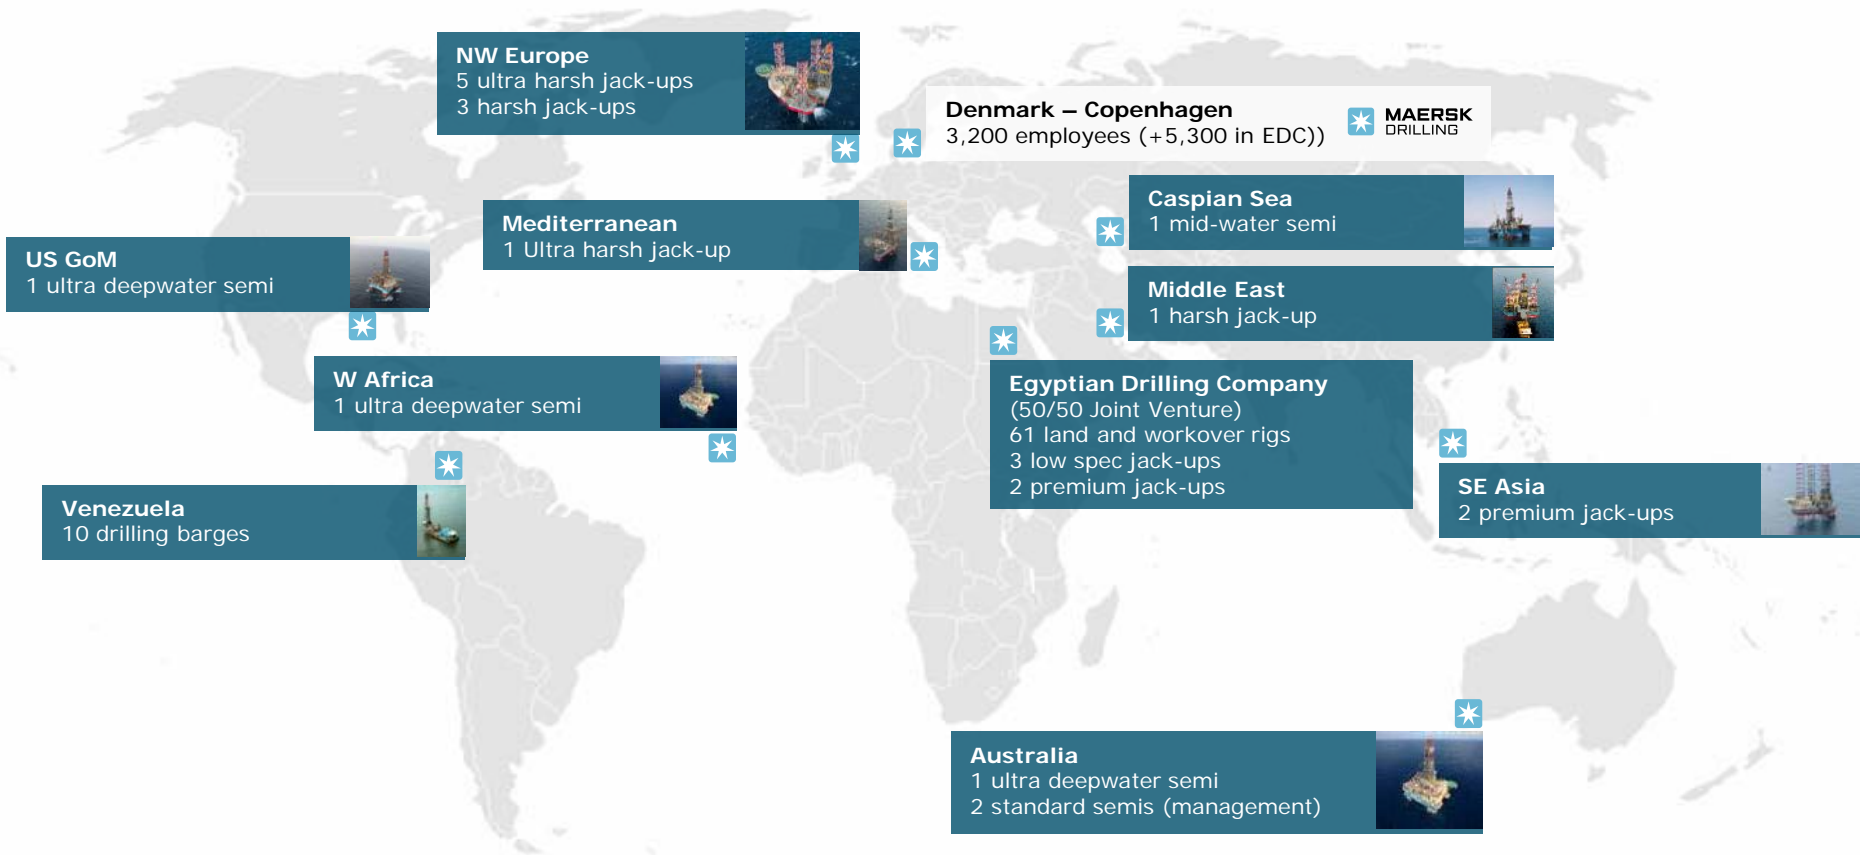 NW Europe
5 ultra harsh jack-ups
3 harsh jack-ups
Denmark – Copenhagen
3,200 employees (+5,300 in EDC))
MAERSK
DRILLING
Caspian Sea
1 mid-water semi
Mediterranean
1 Ultra harsh jack-up
US GoM
1 ultra deepwater semi
Middle East
1 harsh jack-up
W Africa
1 ultra deepwater semi
Egyptian Drilling Company
(50/50 Joint Venture)
61 land and workover rigs
3 low spec jack-ups
2 premium jack-ups
SE Asia
2 premium jack-ups
Venezuela
10 drilling barges
Australia
1 ultra deepwater semi
2 standard semis (management)